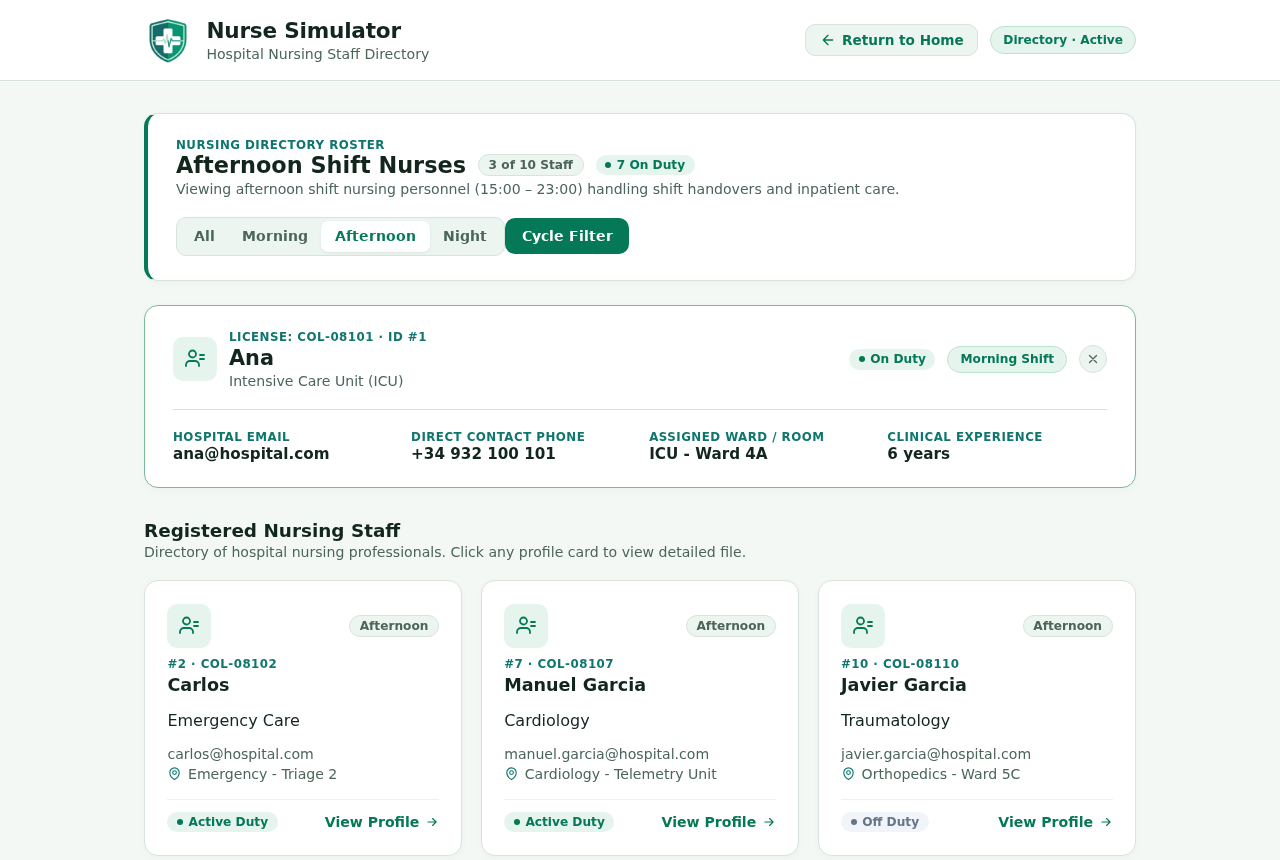 Nurse Simulator
Hospital Nursing Staff Directory
Return to Home
Directory · Active
NURSING DIRECTORY ROSTER
Afternoon Shift Nurses
3 of 10 Staff
7 On Duty
Viewing afternoon shift nursing personnel (15:00 – 23:00) handling shift handovers and inpatient care.
All
Morning
Afternoon
Night
Cycle Filter
LICENSE: COL-08101 · ID #1
Ana
Intensive Care Unit (ICU)
On Duty
Morning Shift
HOSPITAL EMAIL
ana@hospital.com
DIRECT CONTACT PHONE
+34 932 100 101
ASSIGNED WARD / ROOM
ICU - Ward 4A
CLINICAL EXPERIENCE
6 years
Registered Nursing Staff
Directory of hospital nursing professionals. Click any profile card to view detailed file.
Afternoon
#2 · COL-08102
Carlos
Emergency Care
carlos@hospital.com
Emergency - Triage 2
Active Duty
View Profile
Afternoon
#7 · COL-08107
Manuel Garcia
Cardiology
manuel.garcia@hospital.com
Cardiology - Telemetry Unit
Active Duty
View Profile
Afternoon
#10 · COL-08110
Javier Garcia
Traumatology
javier.garcia@hospital.com
Orthopedics - Ward 5C
Off Duty
View Profile